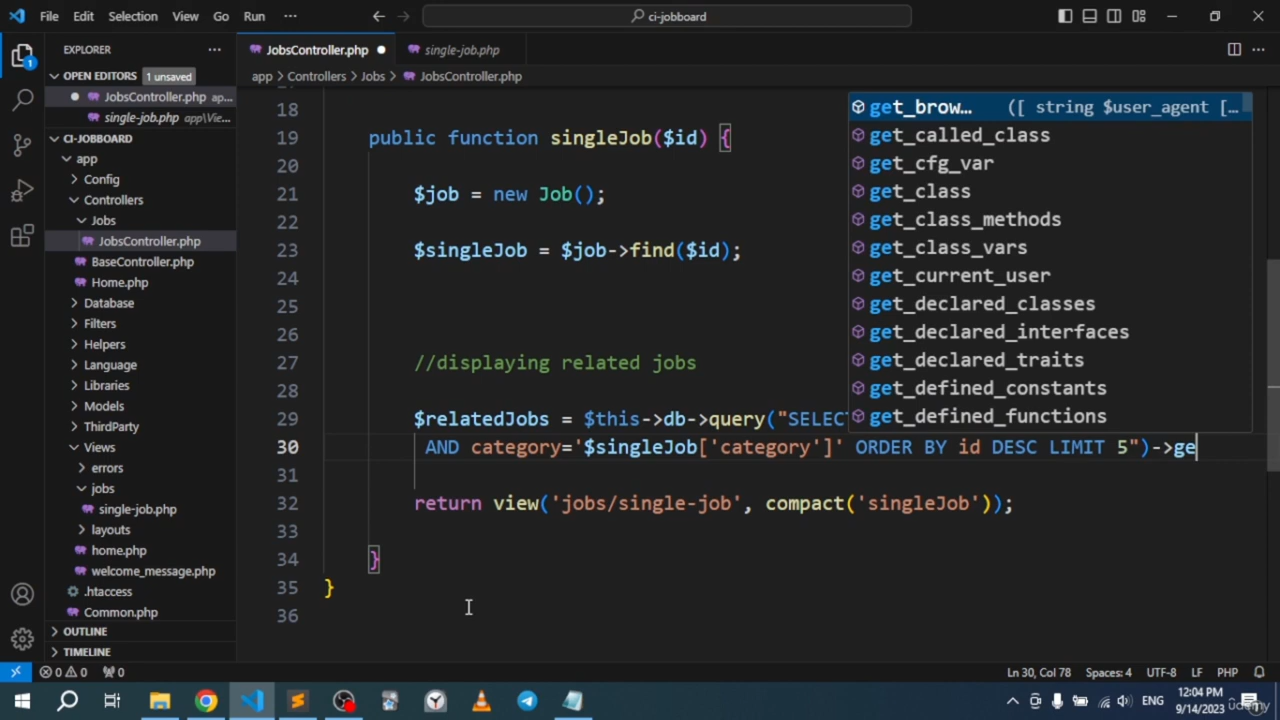 File Edit Selection View Go Run ··· ci-jobboard
EXPLORER ···
OPEN EDITORS 1 unsaved
JobsController.php ap...
single-job.php app\Vie...
CI-JOBBOARD
app
Config
Controllers
Jobs
JobsController.php
BaseController.php
Home.php
Database
Filters
Helpers
Language
Libraries
Models
ThirdParty
Views
errors
jobs
single-job.php
layouts
home.php
welcome_message.php
.htaccess
Common.php
OUTLINE
TIMELINE
JobsController.php single-job.php
app > Controllers > Jobs > JobsController.php
18
19 public function singleJob($id) {
20
21 $job = new Job();
22
23 $singleJob = $job->find($id);
24
25
26
27 //displaying related jobs
28
29 $relatedJobs = $this->db->query("SELECT
30 AND category='$singleJob['category']' ORDER BY id DESC LIMIT 5")->ge
31
32 return view('jobs/single-job', compact('singleJob'));
33
34 }
35 }
36
get_brow... ([ string $user_agent [...
get_called_class
get_cfg_var
get_class
get_class_methods
get_class_vars
get_current_user
get_declared_classes
get_declared_interfaces
get_declared_traits
get_defined_constants
get_defined_functions
0 0 0 Ln 30, Col 78 Spaces: 4 UTF-8 LF PHP
ENG 12:04 PM
9/14/2023
udemy